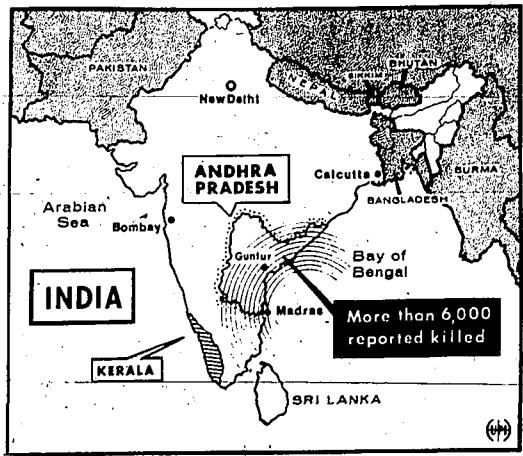 PAKISTAN
NEPAL
SIKKIM
BHUTAN
New Delhi
ANDHRA
PRADESH
Calcutta
BURMA
BANGLADESH
Arabian
Sea
Bombay
Guntur
Bay of
Bengal
INDIA
Madras
More than 6,000
reported killed
KERALA
SRI LANKA
UPI